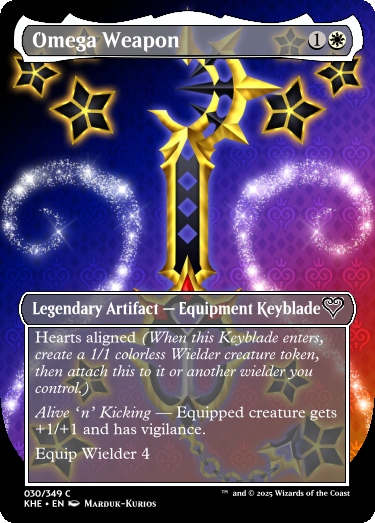 Omega Weapon 1
Legendary Artifact — Equipment Keyblade
Hearts aligned (When this Keyblade enters,
create a 1/1 colorless Wielder creature token,
then attach this to it or another wielder you
control.)
Alive ‘n’ Kicking — Equipped creature gets
+1/+1 and has vigilance.
Equip Wielder 4
030/349 C
KHE • EN Marduk-Kurios
™ and © 2025 Wizards of the Coast